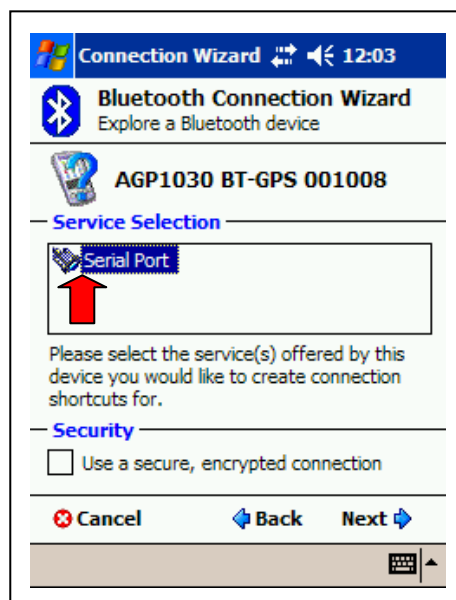 Connection Wizard 12:03
Bluetooth Connection Wizard
Explore a Bluetooth device
AGP1030 BT-GPS 001008
Service Selection
Serial Port
Please select the service(s) offered by this
device you would like to create connection
shortcuts for.
Security
Use a secure, encrypted connection
Cancel Back Next